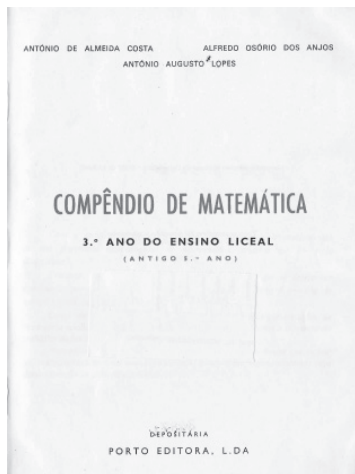 ANTÓNIO DE ALMEIDA COSTA ALFREDO OSÓRIO DOS ANJOS
ANTÓNIO AUGUSTO LOPES
COMPÊNDIO DE MATEMÁTICA
3.º ANO DO ENSINO LICEAL
(ANTIGO 5.º ANO)
DEPOSITÁRIA
PORTO EDITORA, L.DA